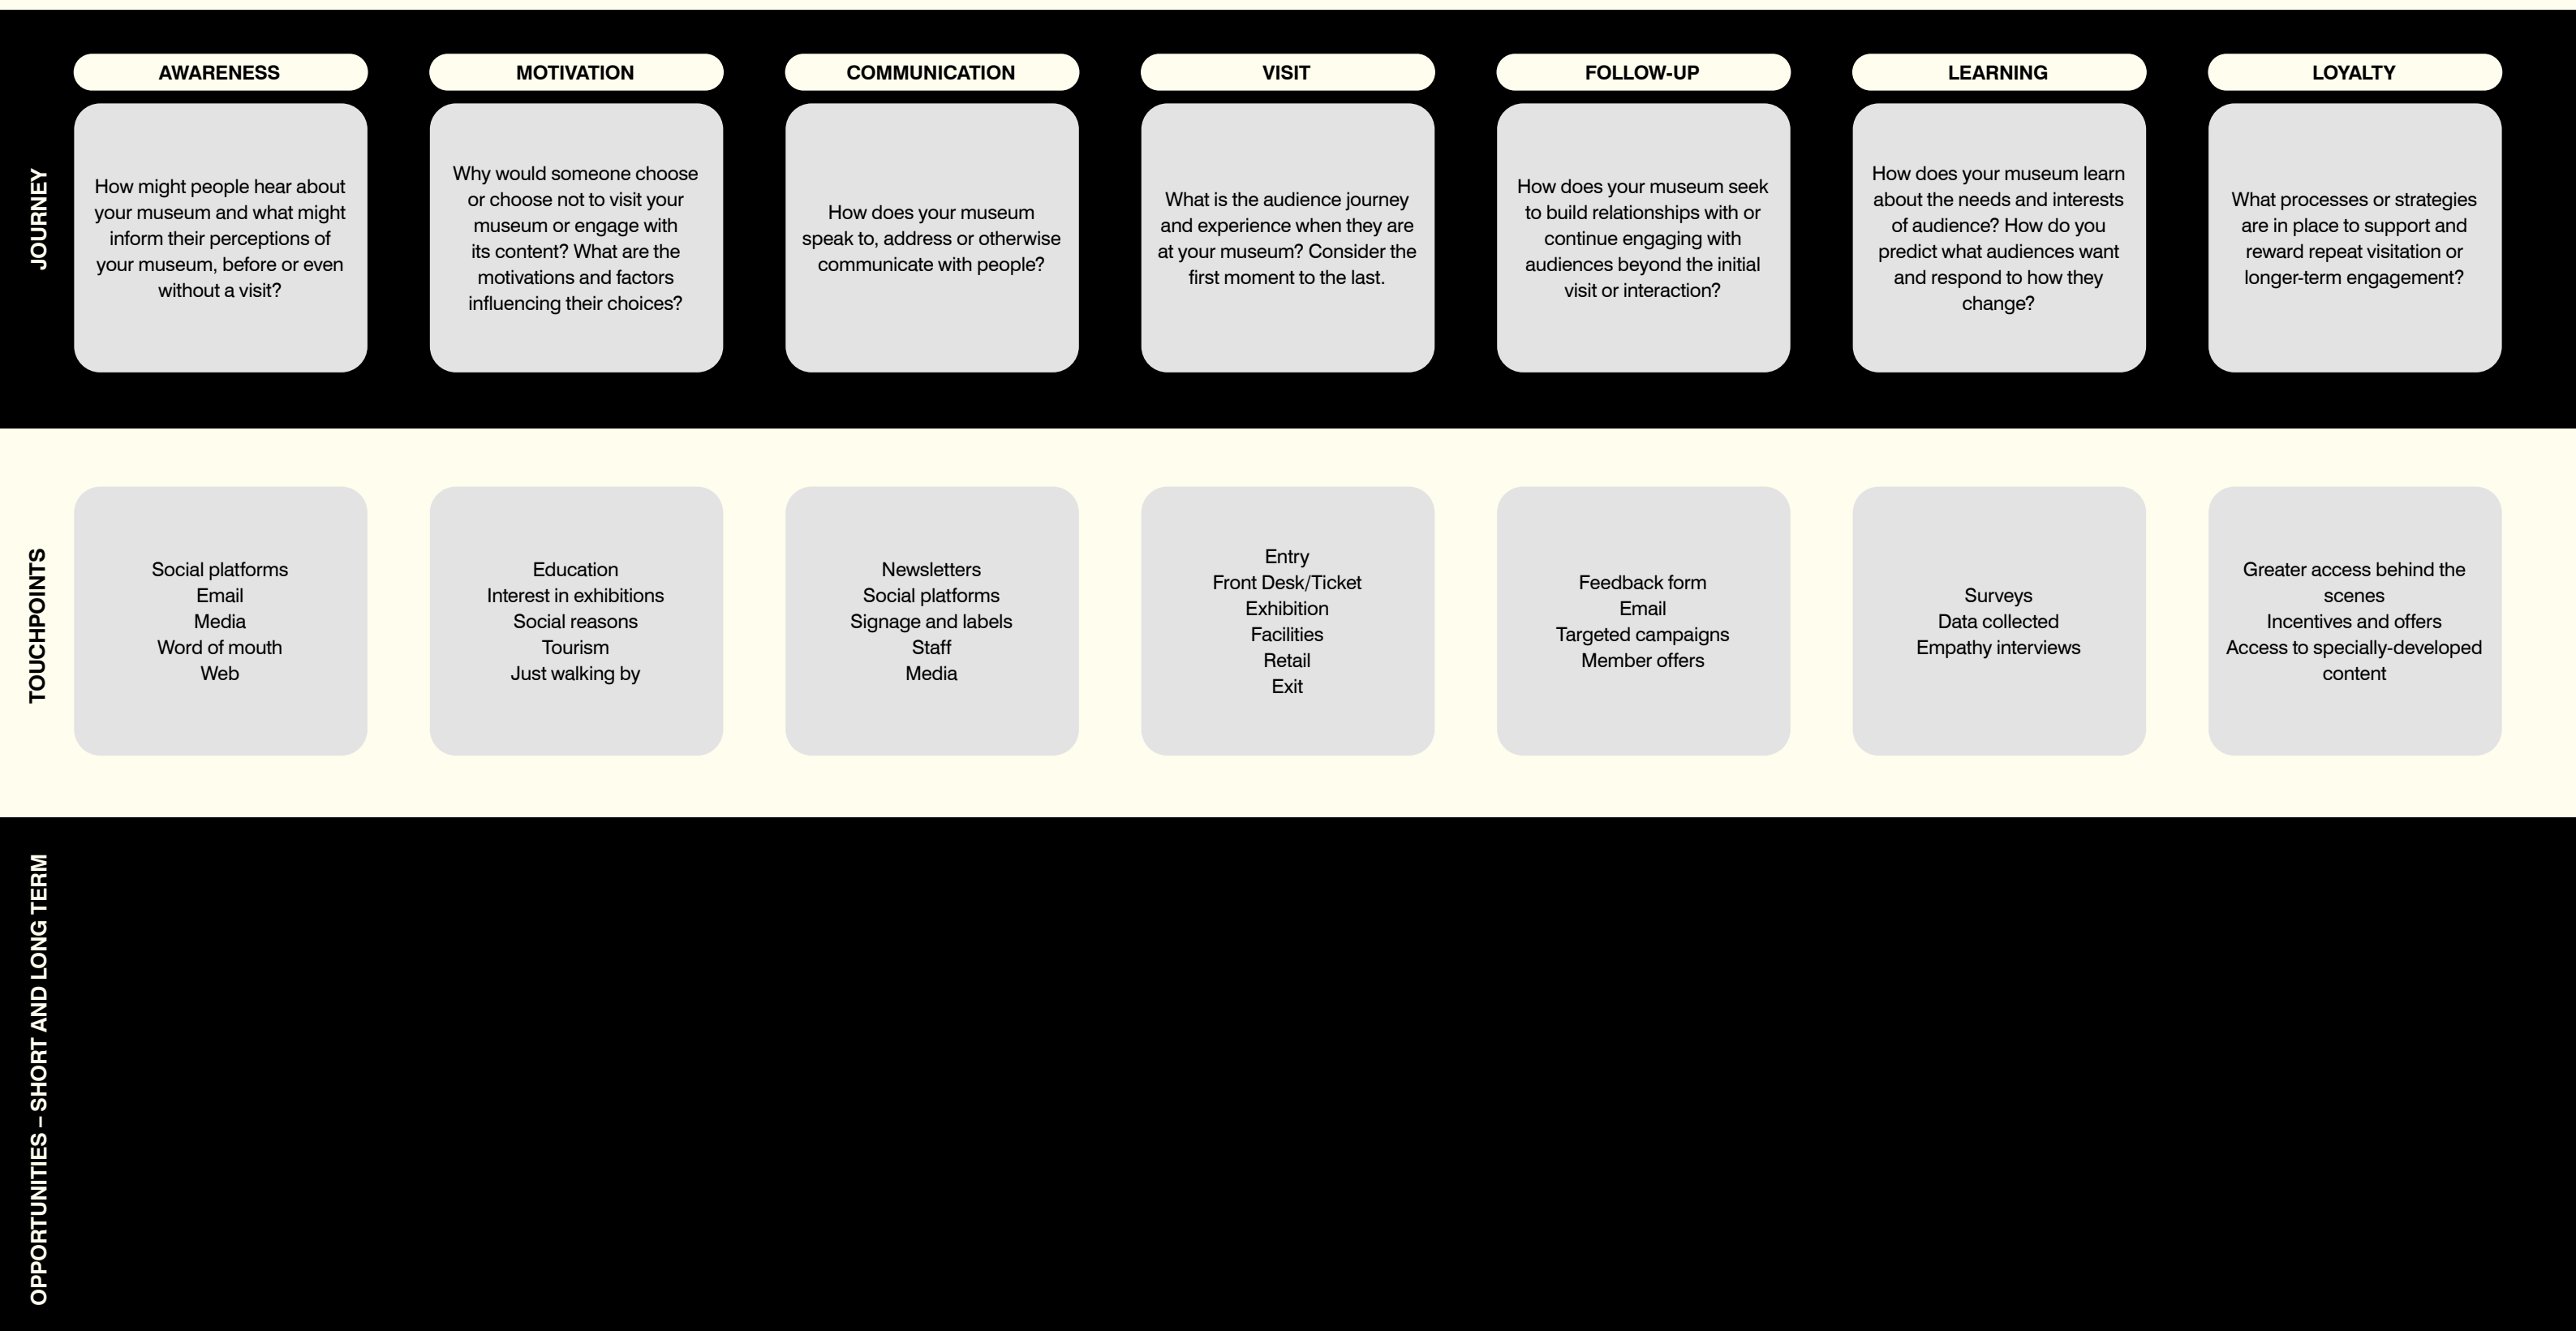 AWARENESS
MOTIVATION
COMMUNICATION
VISIT
FOLLOW-UP
LEARNING
LOYALTY
JOURNEY
How might people hear about
your museum and what might
inform their perceptions of
your museum, before or even
without a visit?
Why would someone choose
or choose not to visit your
museum or engage with
its content? What are the
motivations and factors
influencing their choices?
How does your museum
speak to, address or otherwise
communicate with people?
What is the audience journey
and experience when they are
at your museum? Consider the
first moment to the last.
How does your museum seek
to build relationships with or
continue engaging with
audiences beyond the initial
visit or interaction?
How does your museum learn
about the needs and interests
of audience? How do you
predict what audiences want
and respond to how they
change?
What processes or strategies
are in place to support and
reward repeat visitation or
longer-term engagement?
TOUCHPOINTS
Social platforms
Email
Media
Word of mouth
Web
Education
Interest in exhibitions
Social reasons
Tourism
Just walking by
Newsletters
Social platforms
Signage and labels
Staff
Media
Entry
Front Desk/Ticket
Exhibition
Facilities
Retail
Exit
Feedback form
Email
Targeted campaigns
Member offers
Surveys
Data collected
Empathy interviews
Greater access behind the
scenes
Incentives and offers
Access to specially-developed
content
OPPORTUNITIES – SHORT AND LONG TERM